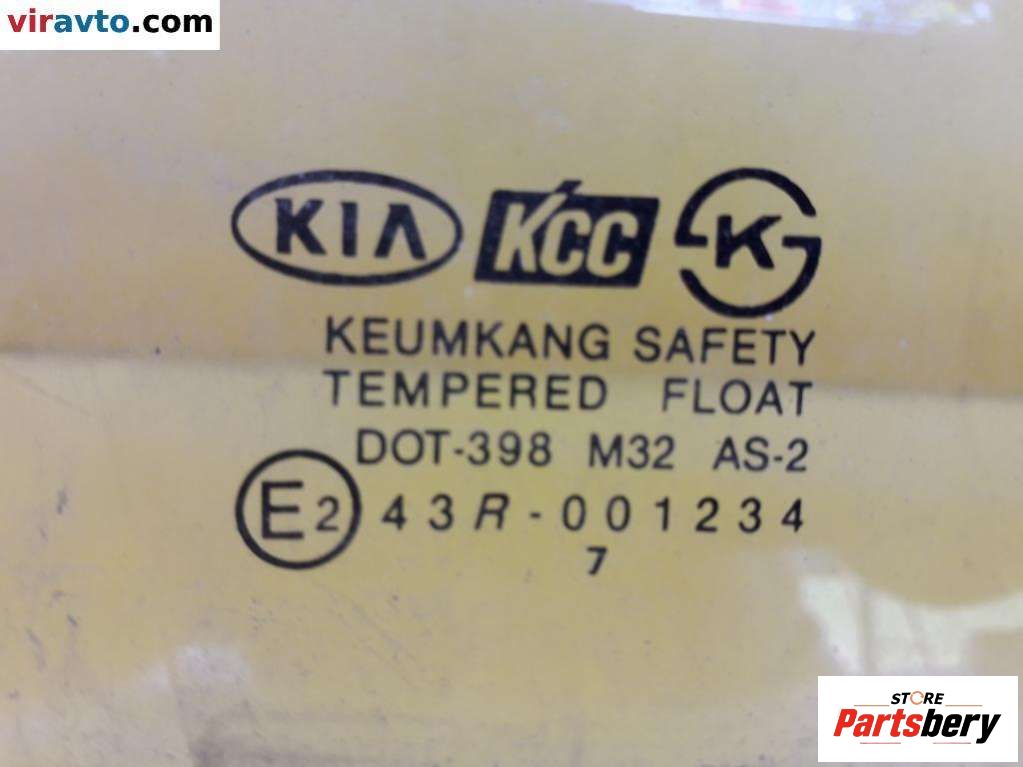 viravto.com
KIA KCC K
KEUMKANG SAFETY
TEMPERED FLOAT
DOT-398 M32 AS-2
E2 43R-001234
7
STORE
Partsbery